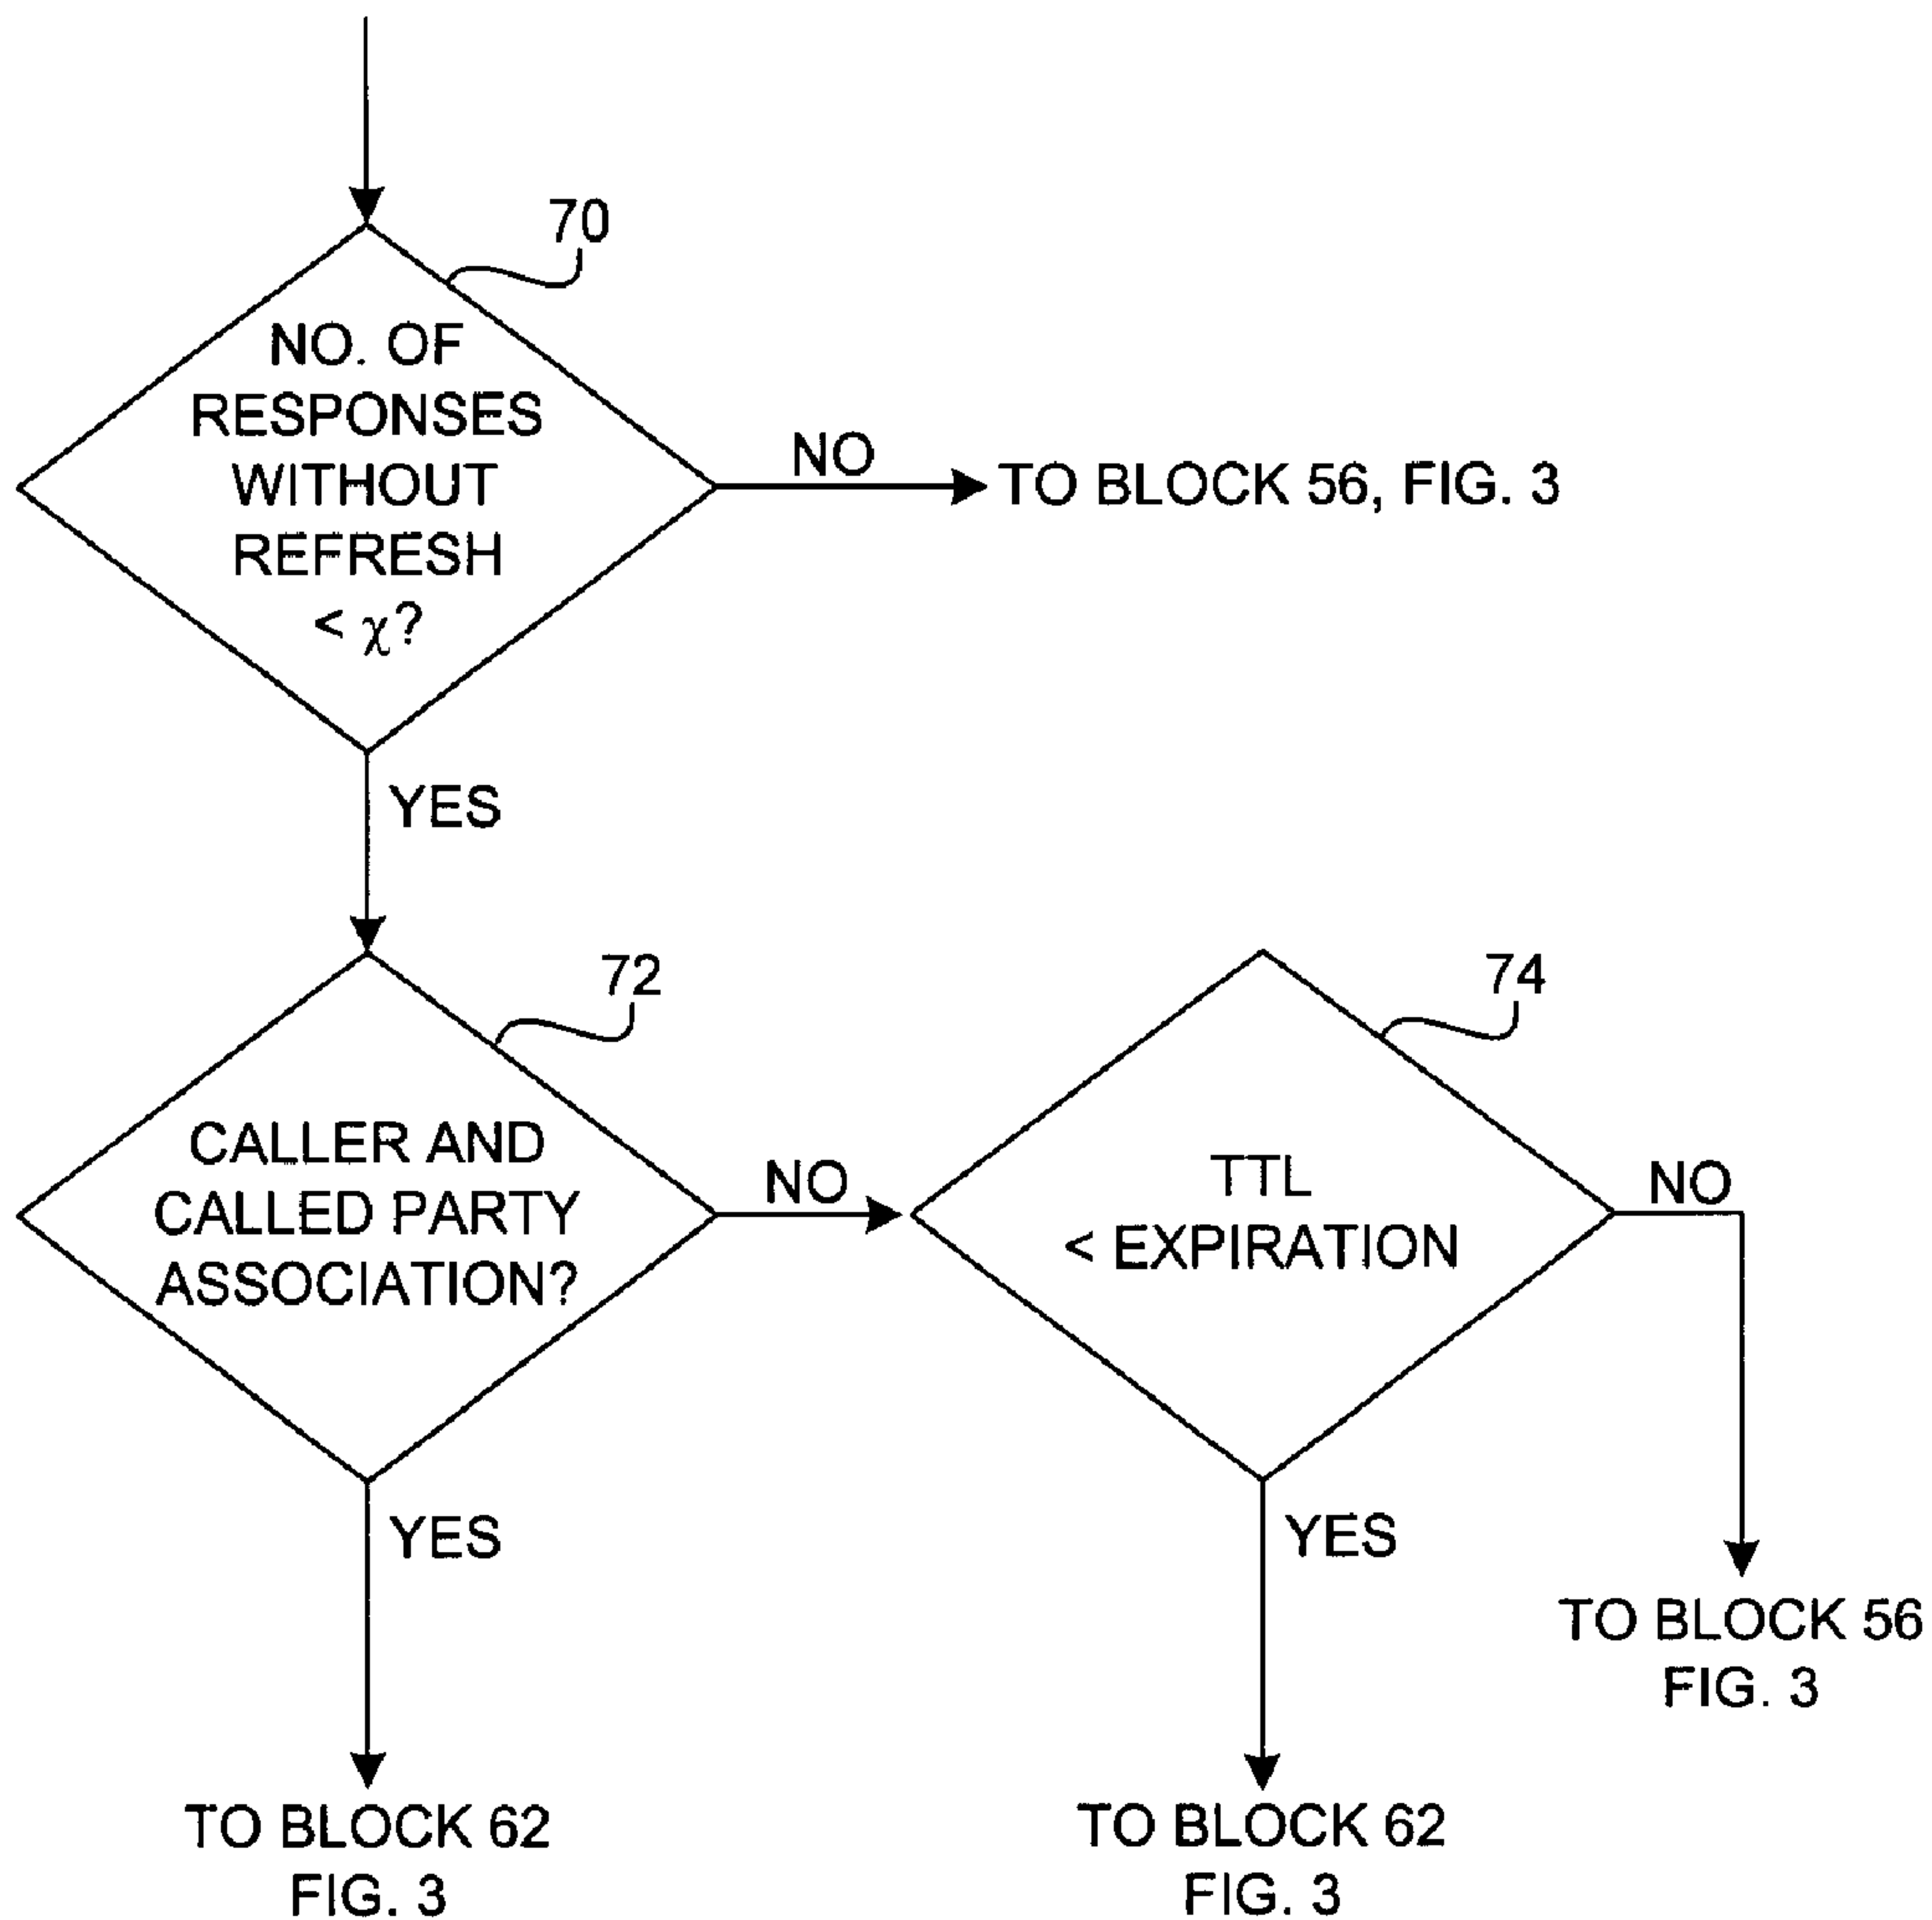 70
NO. OF
RESPONSES
WITHOUT
REFRESH
< χ?
NO
TO BLOCK 56, FIG. 3
YES
72
CALLER AND
CALLED PARTY
ASSOCIATION?
NO
74
TTL
< EXPIRATION
NO
YES
YES
TO BLOCK 56
FIG. 3
TO BLOCK 62
FIG. 3
TO BLOCK 62
FIG. 3